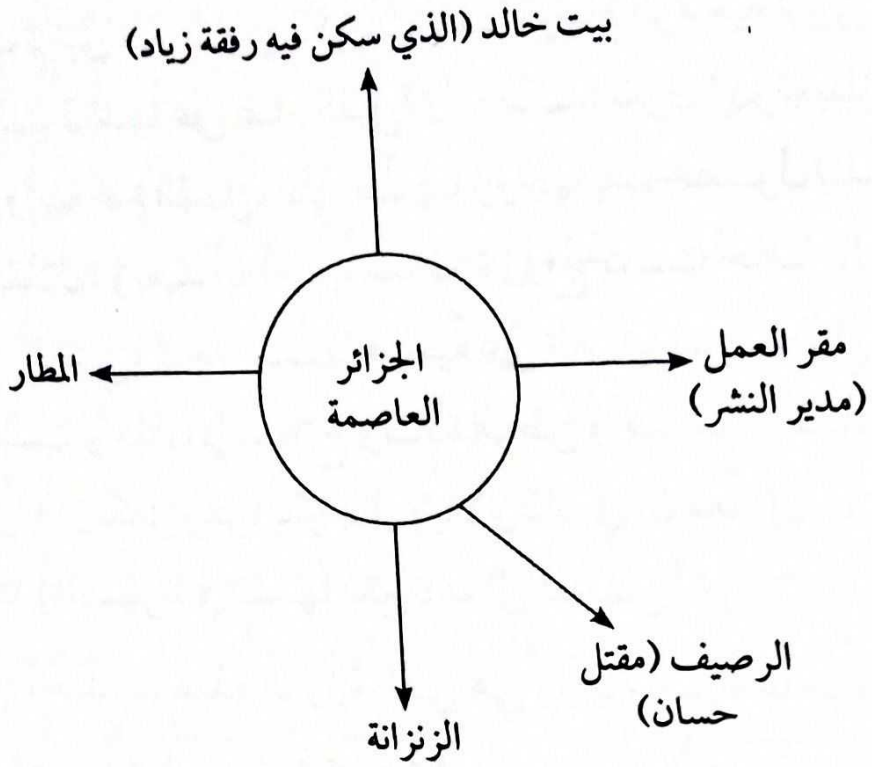 بيت خالد (الذي سكن فيه رفقة زياد)
مقر العمل
(مدير النشر)
الجزائر
العاصمة
المطار
الرصيف (مقتل
حسان)
الزنزانة